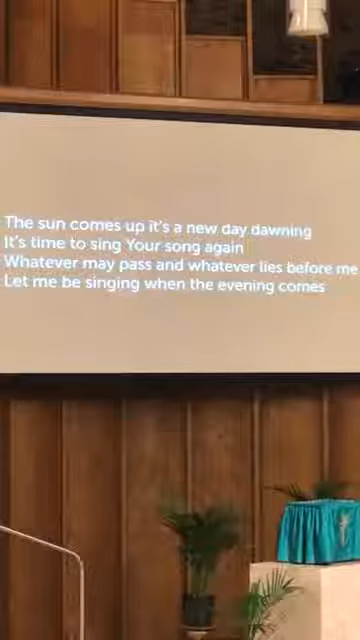 The sun comes up it's a new day dawning
It's time to sing Your song again
Whatever may pass and whatever lies before me
Let me be singing when the evening comes